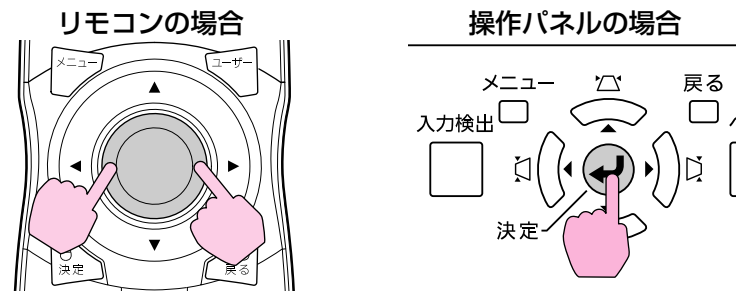 リモコンの場合
メニュー
ユーザー
決定
戻る
操作パネルの場合
メニュー
戻る
入力検出
決定